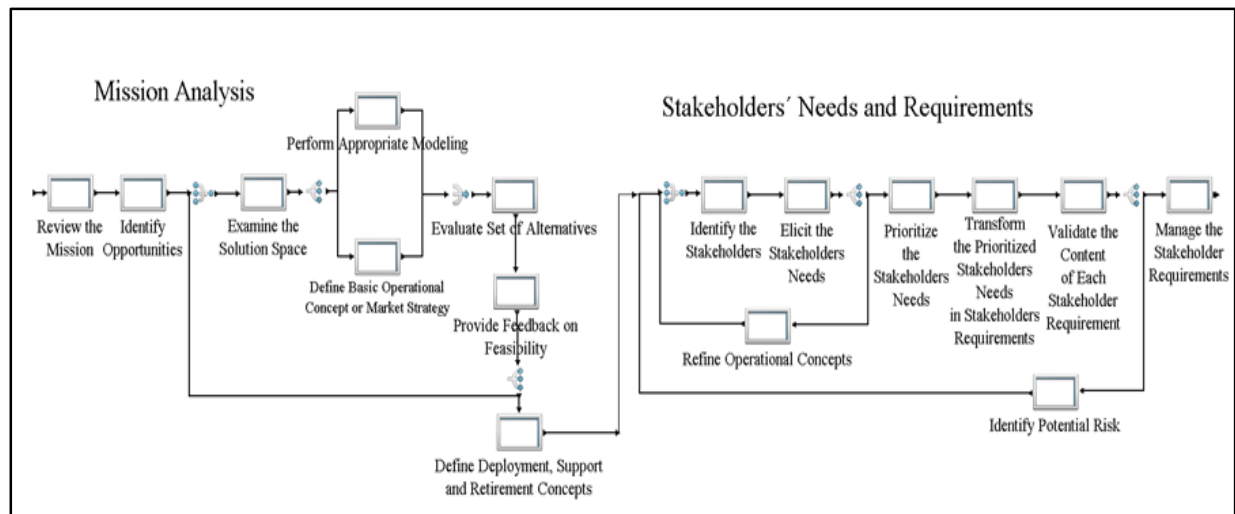 Mission Analysis
Stakeholders´ Needs and Requirements
Perform Appropriate Modeling
Review the
Mission
Identify
Opportunities
Examine the
Solution Space
Evaluate Set of Alternatives
Define Basic Operational
Concept or Market Strategy
Provide Feedback on
Feasibility
Define Deployment, Support
and Retirement Concepts
Identify the
Stakeholders
Elicit the
Stakeholders
Needs
Prioritize
the
Stakeholders
Needs
Transform
the Prioritized
Stakeholders
Needs
in Stakeholders
Requirements
Validate the
Content
of Each
Stakeholder
Requirement
Manage the
Stakeholder
Requirements
Refine Operational Concepts
Identify Potential Risk